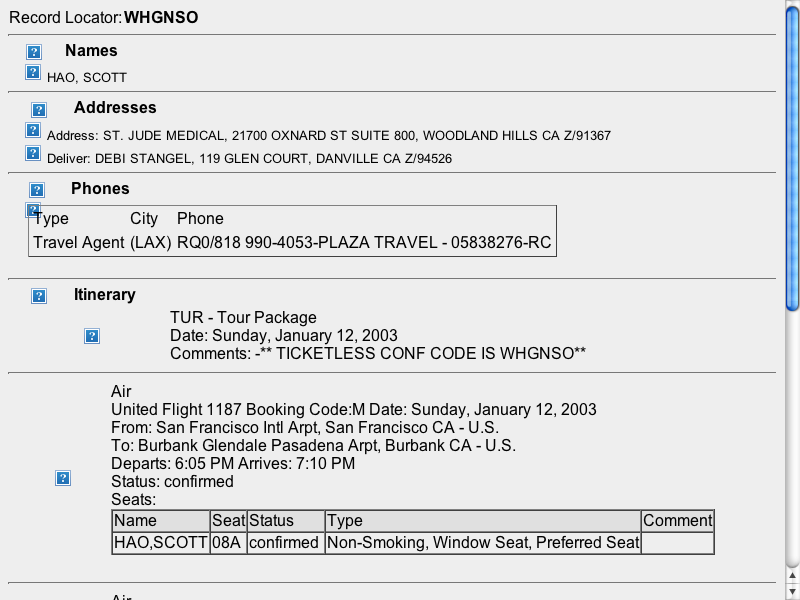 Record Locator:WHGNSO
Names
HAO, SCOTT
Addresses
Address: ST. JUDE MEDICAL, 21700 OXNARD ST SUITE 800, WOODLAND HILLS CA Z/91367
Deliver: DEBI STANGEL, 119 GLEN COURT, DANVILLE CA Z/94526
Phones
Type City Phone
Travel Agent (LAX) RQ0/818 990-4053-PLAZA TRAVEL - 05838276-RC
Itinerary
TUR - Tour Package
Date: Sunday, January 12, 2003
Comments: -** TICKETLESS CONF CODE IS WHGNSO**
Air
United Flight 1187 Booking Code:M Date: Sunday, January 12, 2003
From: San Francisco Intl Arpt, San Francisco CA - U.S.
To: Burbank Glendale Pasadena Arpt, Burbank CA - U.S.
Departs: 6:05 PM Arrives: 7:10 PM
Status: confirmed
Seats:
Name Seat Status Type Comment
HAO,SCOTT 08A confirmed Non-Smoking, Window Seat, Preferred Seat
Air